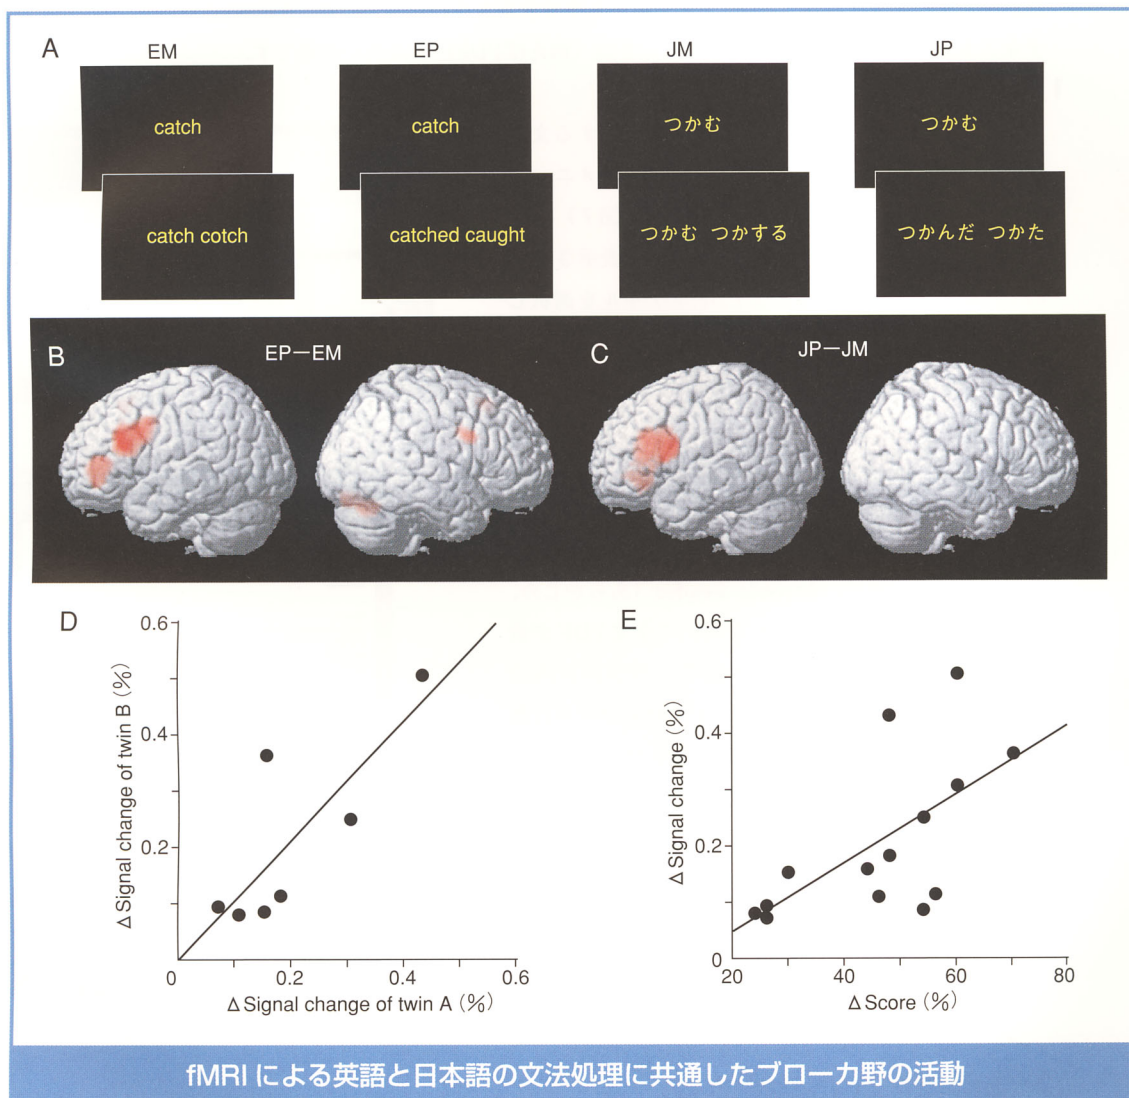 A
EM
EP
JM
JP
catch
catch
つかむ
つかむ
catch cotch
catched caught
つかむ つかする
つかんだ つかた
B
EP－EM
C
JP－JM
D
0.6
0.4
0.2
0
0.2
0.4
0.6
Δ Signal change of twin B (%)
Δ Signal change of twin A (%)
E
0.6
0.4
0.2
0
20
40
60
80
Δ Signal change (%)
Δ Score (%)
fMRI による英語と日本語の文法処理に共通したブローカ野の活動